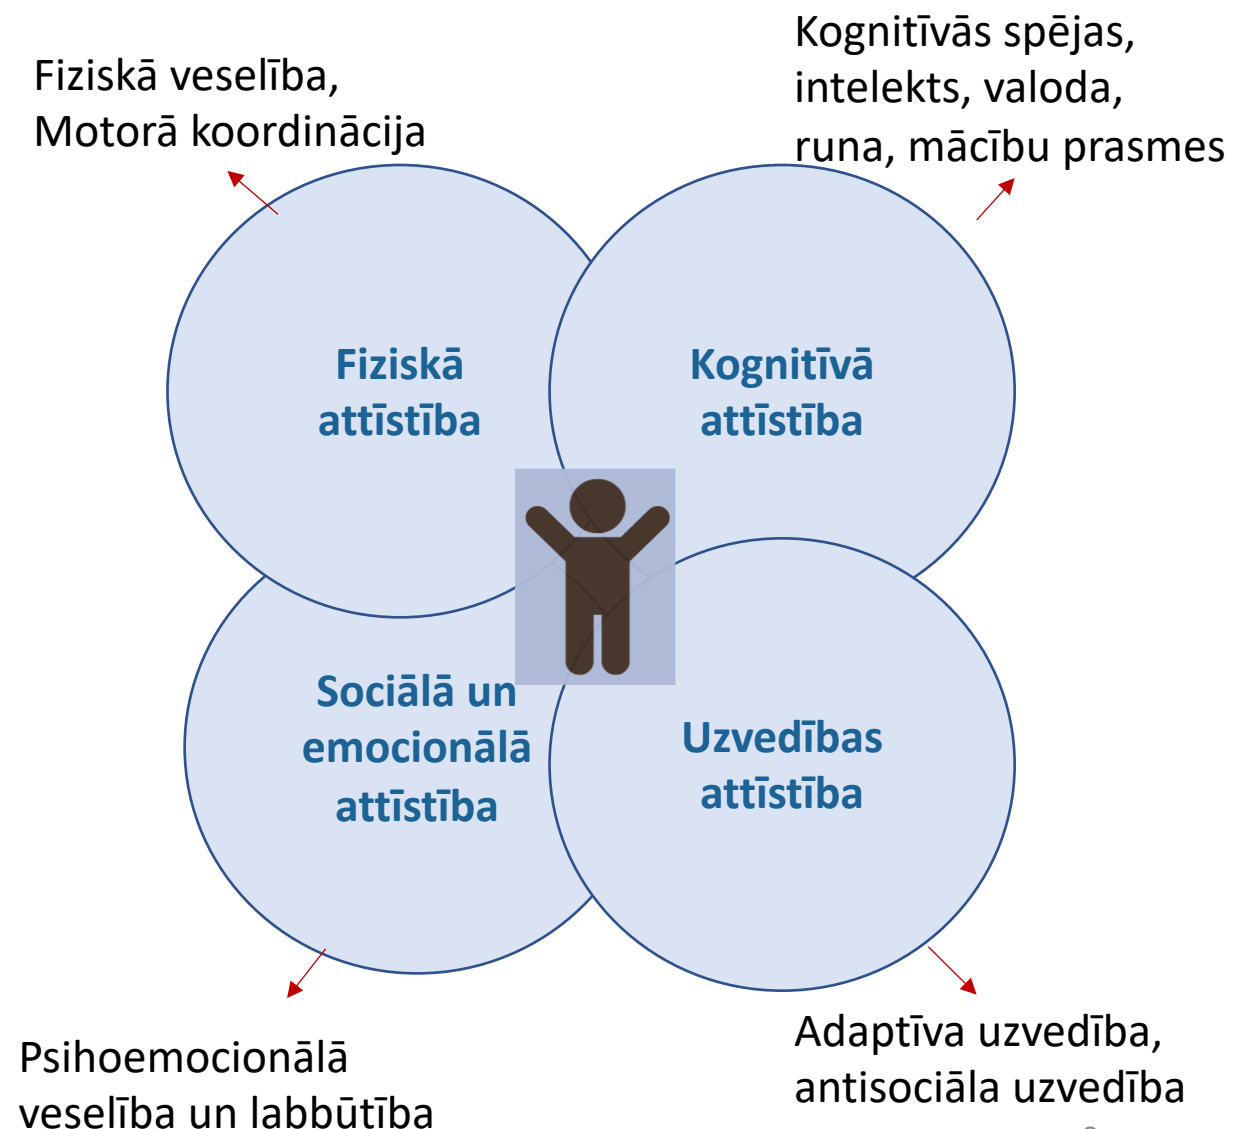 Fiziskā veselība,
Motorā koordinācija
Kognitīvās spējas,
intelekts, valoda,
runa, mācību prasmes
Fiziskā
attīstība
Kognitīvā
attīstība
Sociālā un
emocionālā
attīstība
Uzvedības
attīstība
Psihoemocionālā
veselība un labbūtība
Adaptīva uzvedība,
antisociāla uzvedība